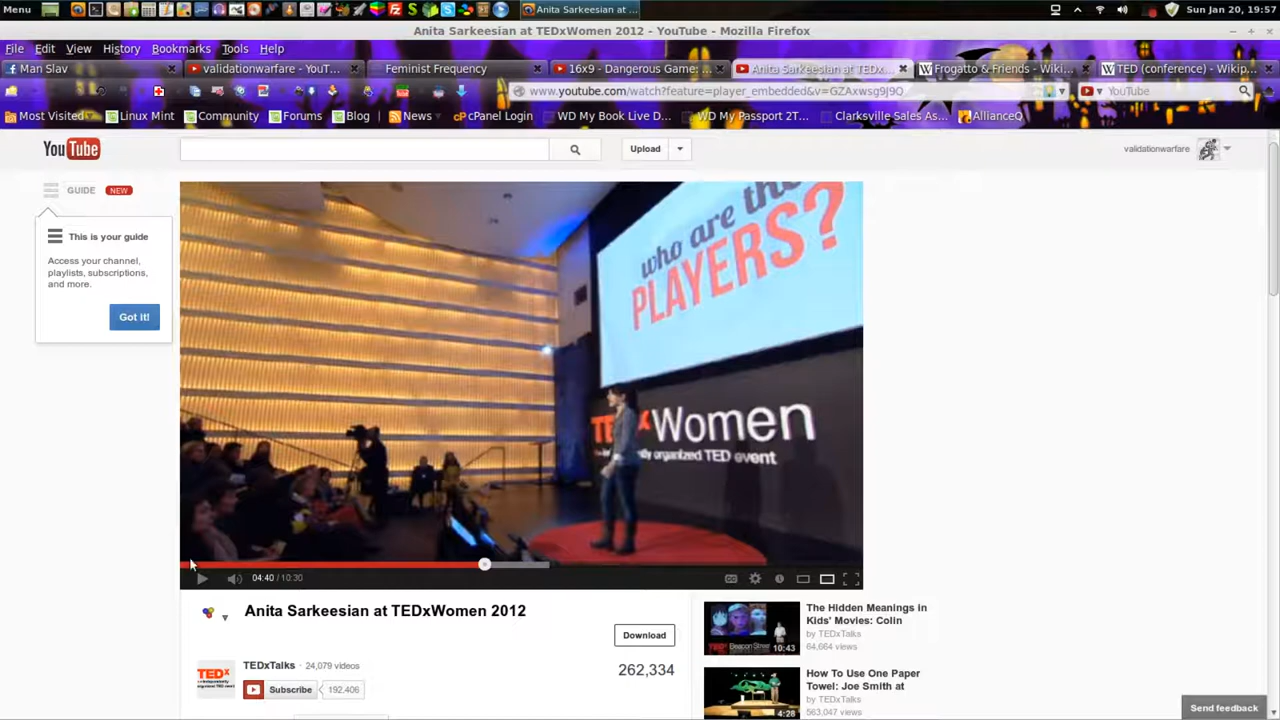 Menu
Anita Sarkeesian at ...
Sun Jan 20, 19:57
Anita Sarkeesian at TEDxWomen 2012 - YouTube - Mozilla Firefox
File Edit View History Bookmarks Tools Help
Man Slav
validationwarfare - YouT...
Feminist Frequency
16x9 - Dangerous Game: ...
Anita Sarkeesian at TEDx...
Frogatto & Friends - Wiki...
TED (conference) - Wikip...
www.youtube.com/watch?feature=player_embedded&v=GZAxwsg9J9Q
YouTube
Most Visited
Linux Mint
Community
Forums
Blog
News
cPanel Login
WD My Book Live D...
WD My Passport 2T...
Clarksville Sales As...
AllianceQ
YouTube
Upload
validationwarfare
GUIDE NEW
This is your guide
Access your channel,
playlists, subscriptions,
and more.
Got it!
who are the
PLAYERS?
TEDxWomen
organized TED event
04:40 / 10:30
CC
Anita Sarkeesian at TEDxWomen 2012
Download
TEDxTalks · 24,079 videos
Subscribe 192,406
262,334
10:43
The Hidden Meanings in
Kids' Movies: Colin
by TEDxTalks
64,664 views
4:28
How To Use One Paper
Towel: Joe Smith at
by TEDxTalks
563,047 views
Send feedback